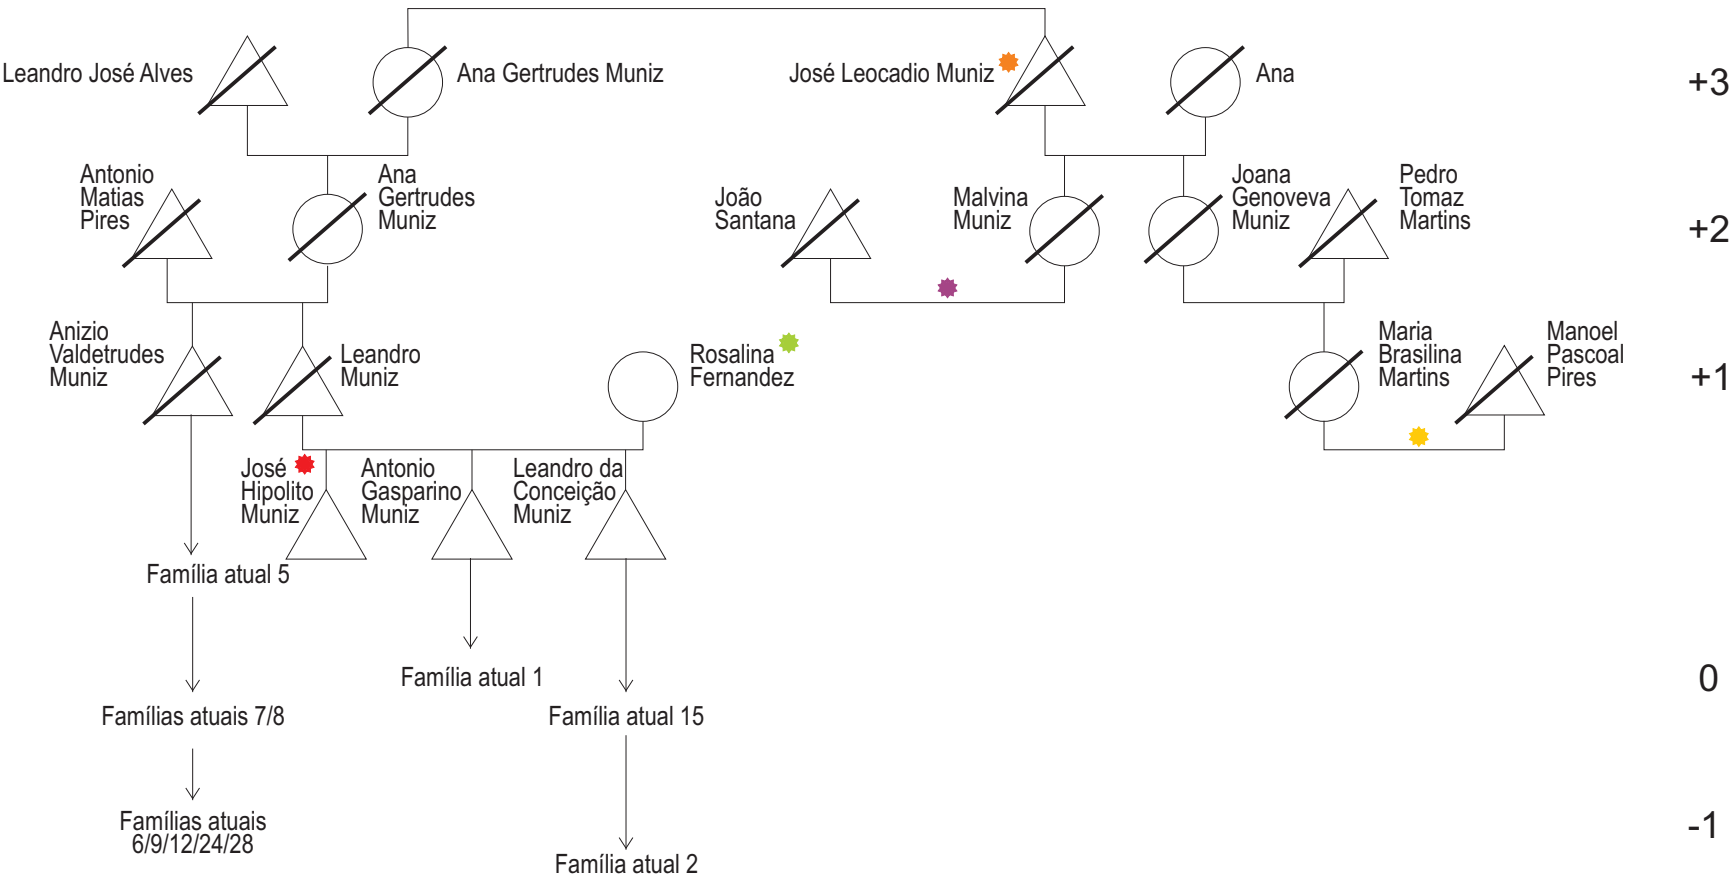 Leandro José Alves
Ana Gertrudes Muniz
José Leocadio Muniz
Ana
+3
Antonio
Matias
Pires
Ana
Gertrudes
Muniz
João
Santana
Malvina
Muniz
Joana
Genoveva
Muniz
Pedro
Tomaz
Martins
+2
Anizio
Valdetrudes
Muniz
Leandro
Muniz
Rosalina
Fernandez
Maria
Brasilina
Martins
Manoel
Pascoal
Pires
+1
José
Hipolito
Muniz
Antonio
Gasparino
Muniz
Leandro da
Conceição
Muniz
Família atual 5
Família atual 1
0
Famílias atuais 7/8
Família atual 15
Famílias atuais
6/9/12/24/28
-1
Família atual 2